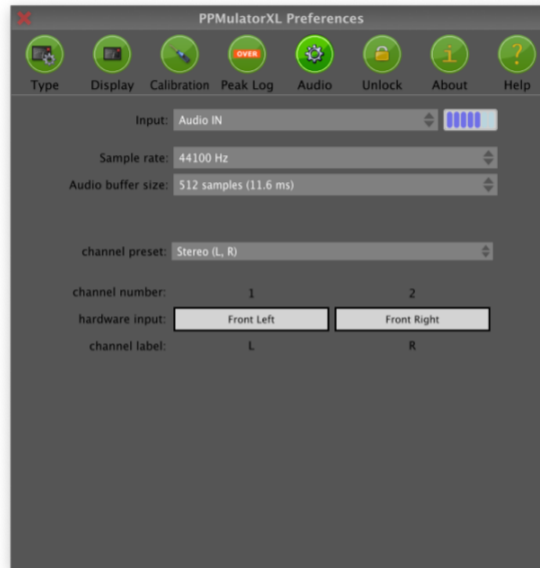 PPMulatorXL Preferences
OVER
Type Display Calibration Peak Log Audio Unlock About Help
Input: Audio IN
Sample rate: 44100 Hz
Audio buffer size: 512 samples (11.6 ms)
channel preset: Stereo (L, R)
channel number: 1 2
hardware input: Front Left Front Right
channel label: L R